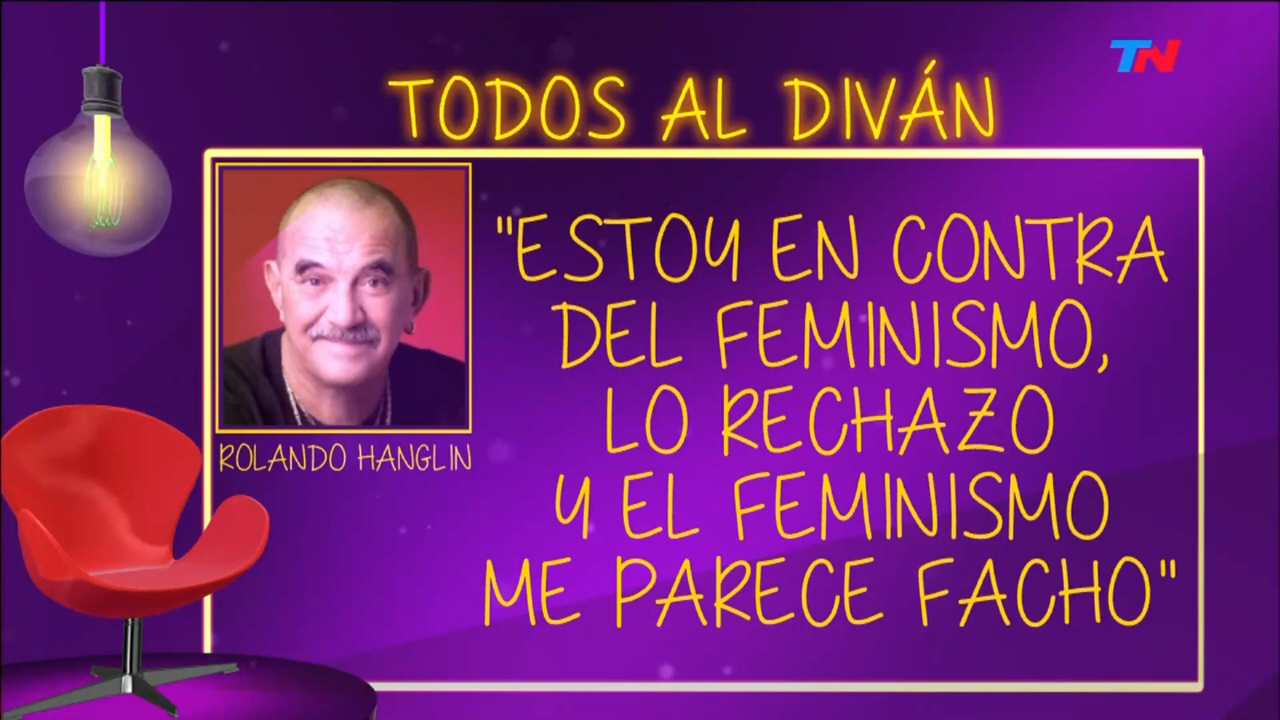 TN
TODOS AL DIVÁN
ROLANDO HANGLIN
"ESTOY EN CONTRA
DEL FEMINISMO,
LO RECHAZO
Y EL FEMINISMO
ME PARECE FACHO"